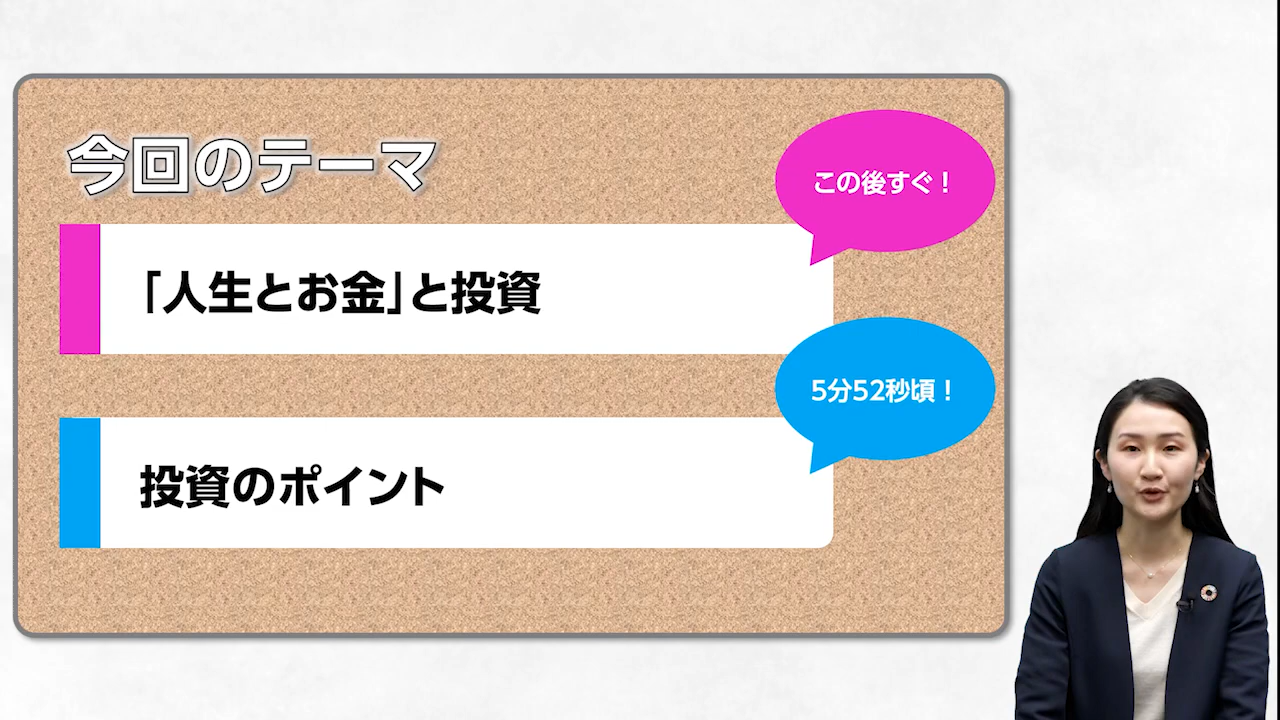 今回のテーマ
この後すぐ！
「人生とお金」と投資
5分52秒頃！
投資のポイント